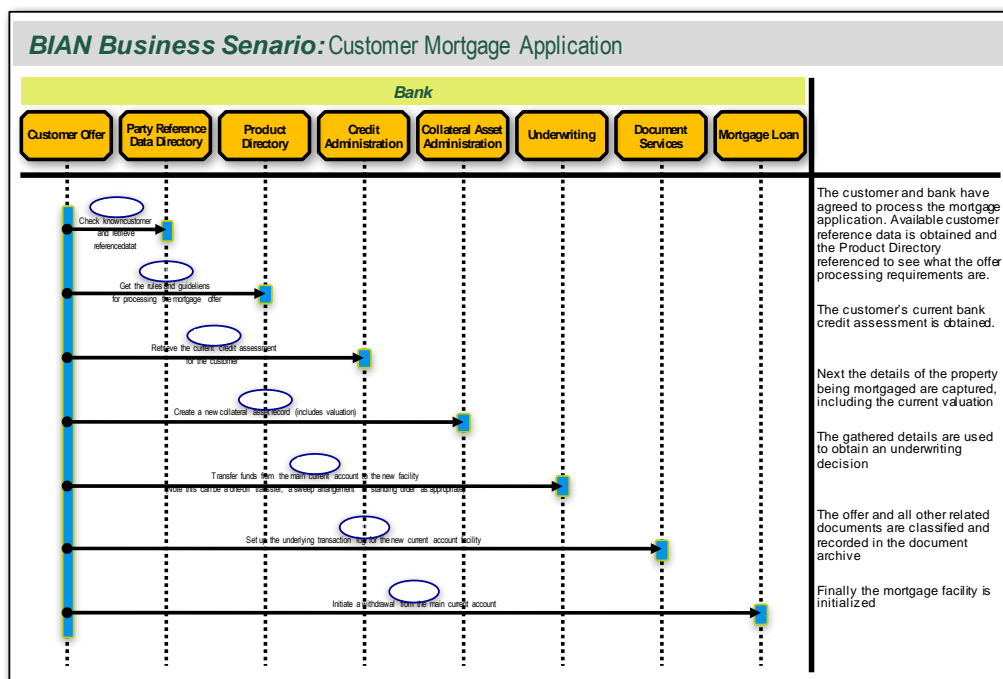 BIAN Business Senario: Customer Mortgage Application
Bank
Customer Offer
Party Reference
Data Directory
Product
Directory
Credit
Administration
Collateral Asset
Administration
Underwriting
Document
Services
Mortgage Loan
Check knowncustomer
and retrieve
referencedatat
Get the rules and guideliens
for processing the mortgage offer
Retrieve the current credit assessment
for the customer
Create a new collateral asset record (includes valuation)
Transfer funds from the main current account to the new facility
(Note this can be a one-off transfer, a sweep arrangement or standing order as appropriate)
Set up the underlying transaction log for the new current account facility
Initiate a withdrawal from the main current account
The customer and bank have
agreed to process the mortgage
application. Available customer
reference data is obtained and
the Product Directory
referenced to see what the offer
processing requirements are.
The customer's current bank
credit assessment is obtained.
Next the details of the property
being mortgaged are captured,
including the current valuation
The gathered details are used
to obtain an underwriting
decision
The offer and all other related
documents are classified and
recorded in the document
archive
Finally the mortgage facility is
initialized